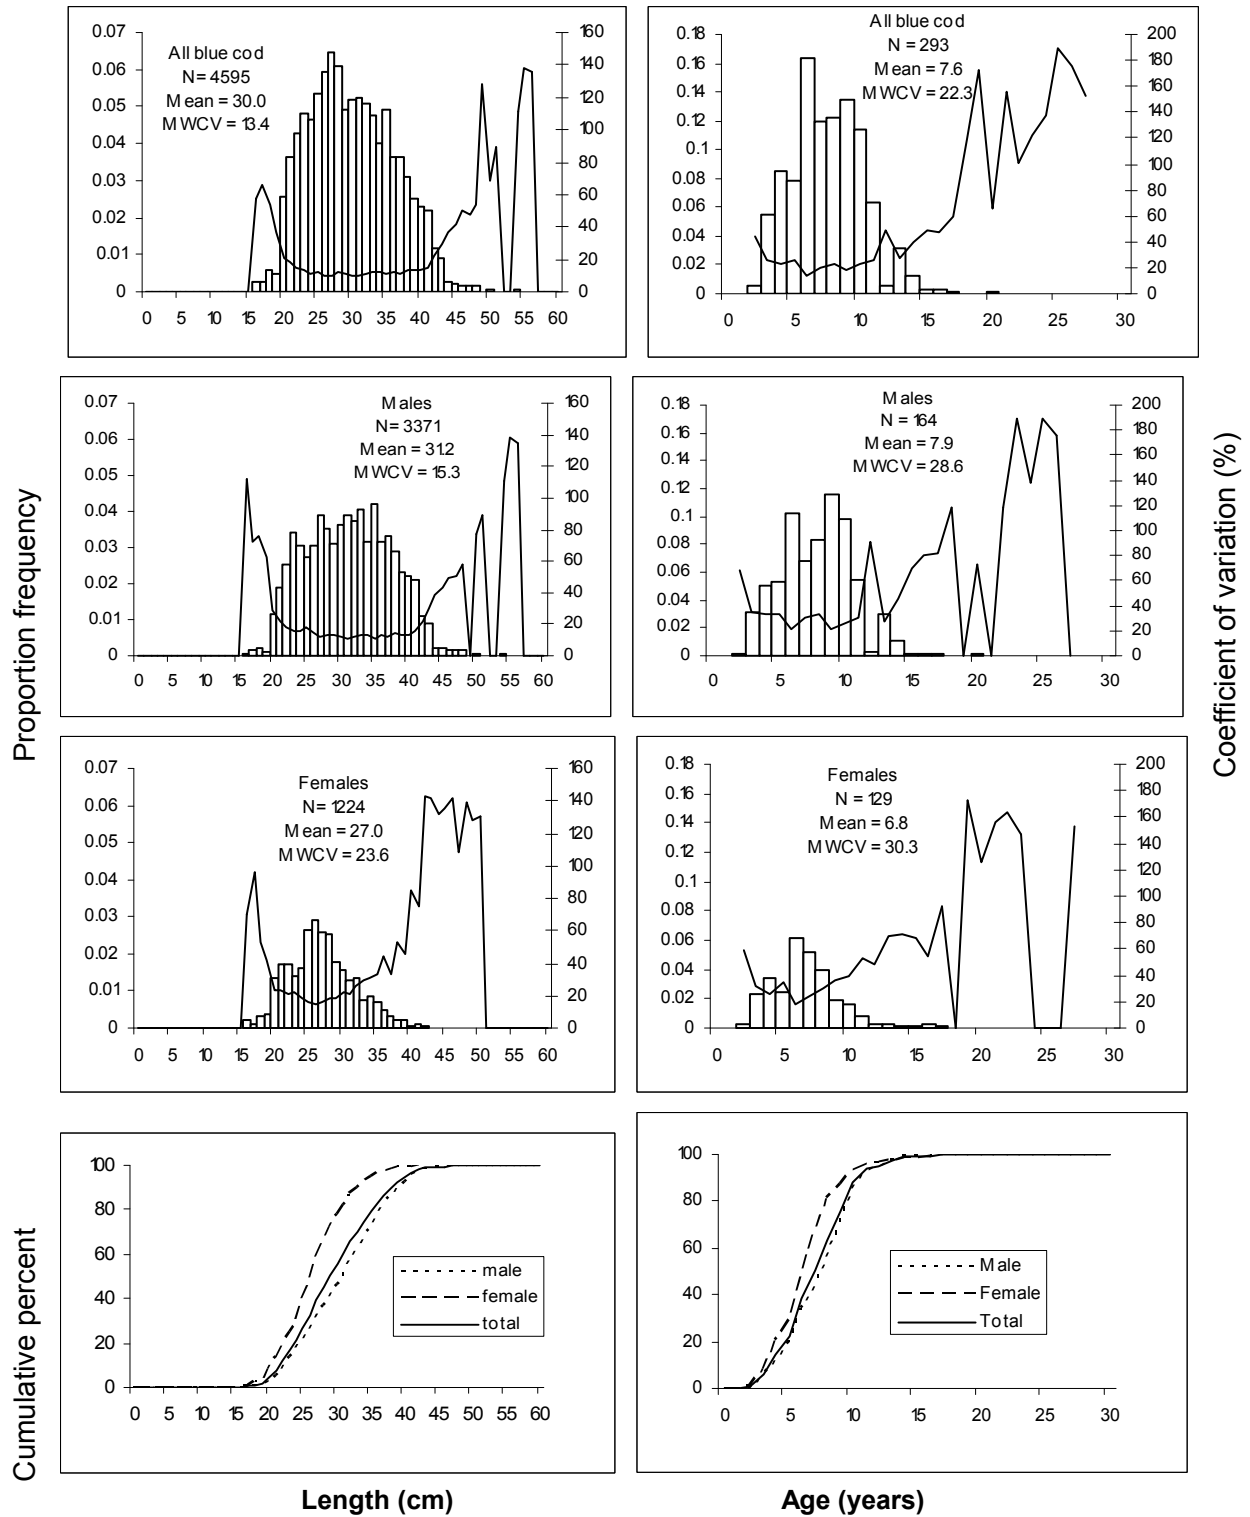 Proportion frequency
Cumulative percent
Coefficient of variation (%)
All blue cod
N = 4595
Mean = 30.0
MWCV = 13.4
0.07
0.06
0.05
0.04
0.03
0.02
0.01
0
160
140
120
100
80
60
40
20
0
0 5 10 15 20 25 30 35 40 45 50 55 60
All blue cod
N = 293
Mean = 7.6
MWCV = 22.3
0.18
0.16
0.14
0.12
0.1
0.08
0.06
0.04
0.02
0
200
180
160
140
120
100
80
60
40
20
0
0 5 10 15 20 25 30
Males
N = 3371
Mean = 31.2
MWCV = 15.3
0.07
0.06
0.05
0.04
0.03
0.02
0.01
0
160
140
120
100
80
60
40
20
0
0 5 10 15 20 25 30 35 40 45 50 55 60
Males
N = 164
Mean = 7.9
MWCV = 28.6
0.18
0.16
0.14
0.12
0.1
0.08
0.06
0.04
0.02
0
200
180
160
140
120
100
80
60
40
20
0
0 5 10 15 20 25 30
Females
N = 1224
Mean = 27.0
MWCV = 23.6
0.07
0.06
0.05
0.04
0.03
0.02
0.01
0
160
140
120
100
80
60
40
20
0
0 5 10 15 20 25 30 35 40 45 50 55 60
Females
N = 129
Mean = 6.8
MWCV = 30.3
0.18
0.16
0.14
0.12
0.1
0.08
0.06
0.04
0.02
0
200
180
160
140
120
100
80
60
40
20
0
0 5 10 15 20 25 30
100
80
60
40
20
0
male
female
total
0 5 10 15 20 25 30 35 40 45 50 55 60
100
80
60
40
20
0
Male
Female
Total
0 5 10 15 20 25 30
Length (cm)
Age (years)